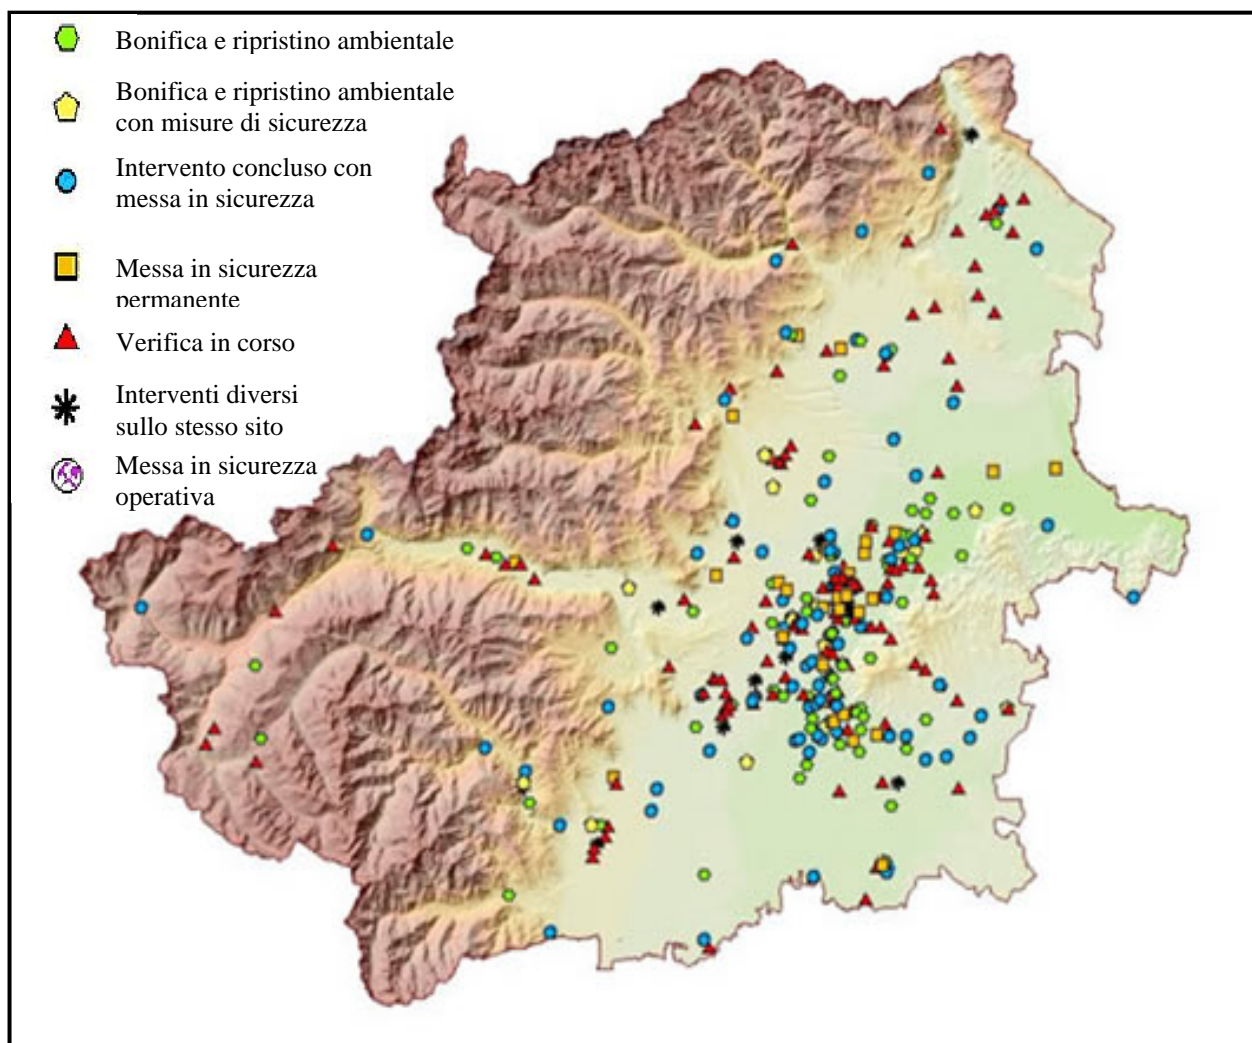 Bonifica e ripristino ambientale
Bonifica e ripristino ambientale
con misure di sicurezza
Intervento concluso con
messa in sicurezza
Messa in sicurezza
permanente
Verifica in corso
Interventi diversi
sullo stesso sito
Messa in sicurezza
operativa